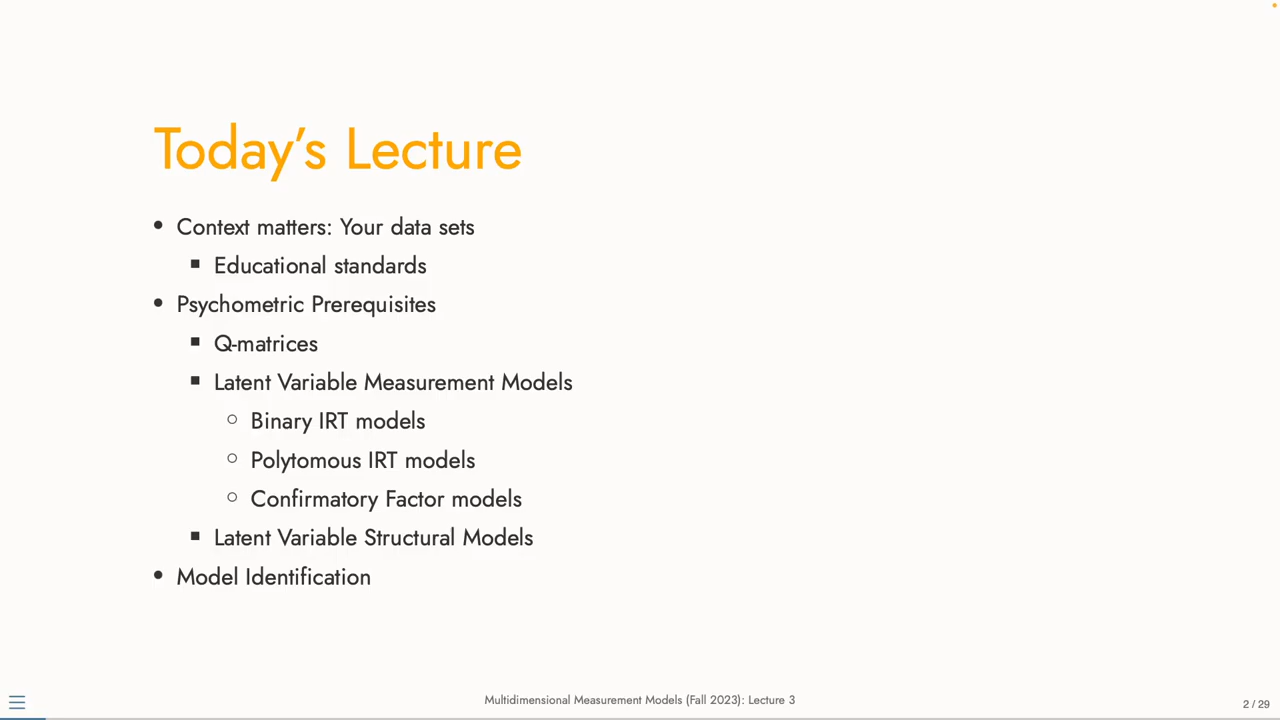 Today's Lecture
• Context matters: Your data sets
▪ Educational standards
• Psychometric Prerequisites
▪ Q-matrices
▪ Latent Variable Measurement Models
○ Binary IRT models
○ Polytomous IRT models
○ Confirmatory Factor models
▪ Latent Variable Structural Models
• Model Identification
Multidimensional Measurement Models (Fall 2023): Lecture 3
2 / 29